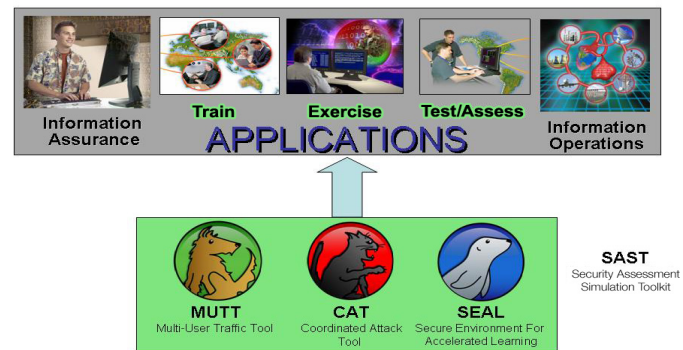 Train
Exercise
Test/Assess
Information
Assurance
APPLICATIONS
Information
Operations
MUTT
Multi-User Traffic Tool
CAT
Coordinated Attack
Tool
SEAL
Secure Environment For
Accelerated Learning
SAST
Security Assessment
Simulation Toolkit